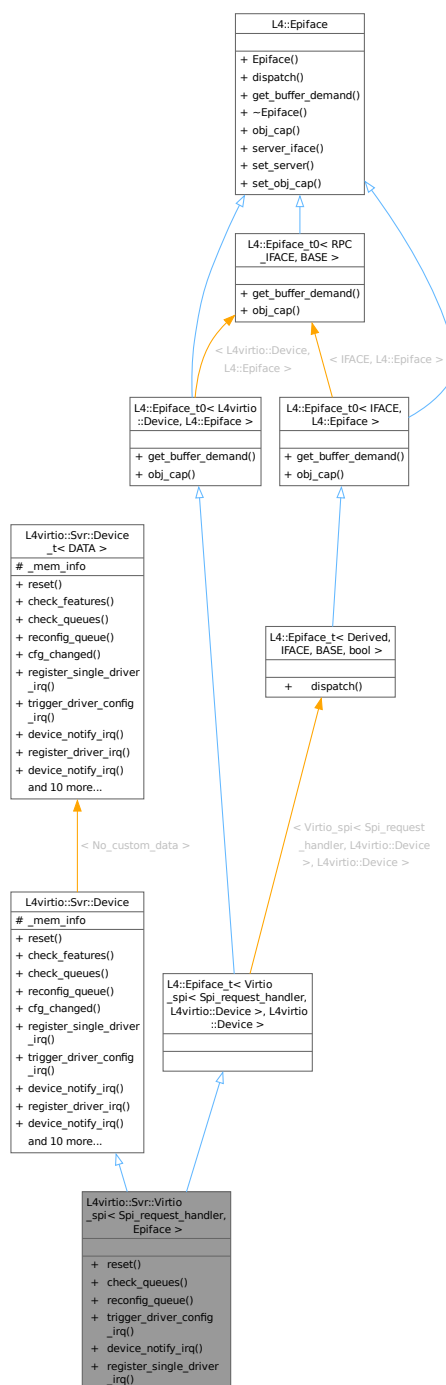 L4::Epiface
+ Epiface()
+ dispatch()
+ get_buffer_demand()
+ ~Epiface()
+ obj_cap()
+ server_iface()
+ set_server()
+ set_obj_cap()
L4::Epiface_t0< RPC
_IFACE, BASE >
+ get_buffer_demand()
+ obj_cap()
< L4virtio::Device,
L4::Epiface >
< IFACE, L4::Epiface >
L4::Epiface_t0< L4virtio
::Device, L4::Epiface >
+ get_buffer_demand()
+ obj_cap()
L4::Epiface_t0< IFACE,
L4::Epiface >
+ get_buffer_demand()
+ obj_cap()
L4virtio::Svr::Device
_t< DATA >
# _mem_info
+ reset()
+ check_features()
+ check_queues()
+ reconfig_queue()
+ cfg_changed()
+ register_single_driver
_irq()
+ trigger_driver_config
_irq()
+ device_notify_irq()
+ register_driver_irq()
+ device_notify_irq()
and 10 more...
L4::Epiface_t< Derived,
IFACE, BASE, bool >
+ dispatch()
< No_custom_data >
< Virtio_spi< Spi_request
_handler, L4virtio::Device
>, L4virtio::Device >
L4virtio::Svr::Device
# _mem_info
+ reset()
+ check_features()
+ check_queues()
+ reconfig_queue()
+ cfg_changed()
+ register_single_driver
_irq()
+ trigger_driver_config
_irq()
+ device_notify_irq()
+ register_driver_irq()
+ device_notify_irq()
and 10 more...
L4::Epiface_t< Virtio
_spi< Spi_request_handler,
L4virtio::Device >, L4virtio
::Device >
L4virtio::Svr::Virtio
_spi< Spi_request_handler,
Epiface >
+ reset()
+ check_queues()
+ reconfig_queue()
+ trigger_driver_config
_irq()
+ device_notify_irq()
+ register_single_driver
_irq()